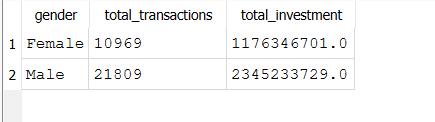 gender total_transactions total_investment
1 Female 10969 1176346701.0
2 Male 21809 2345233729.0